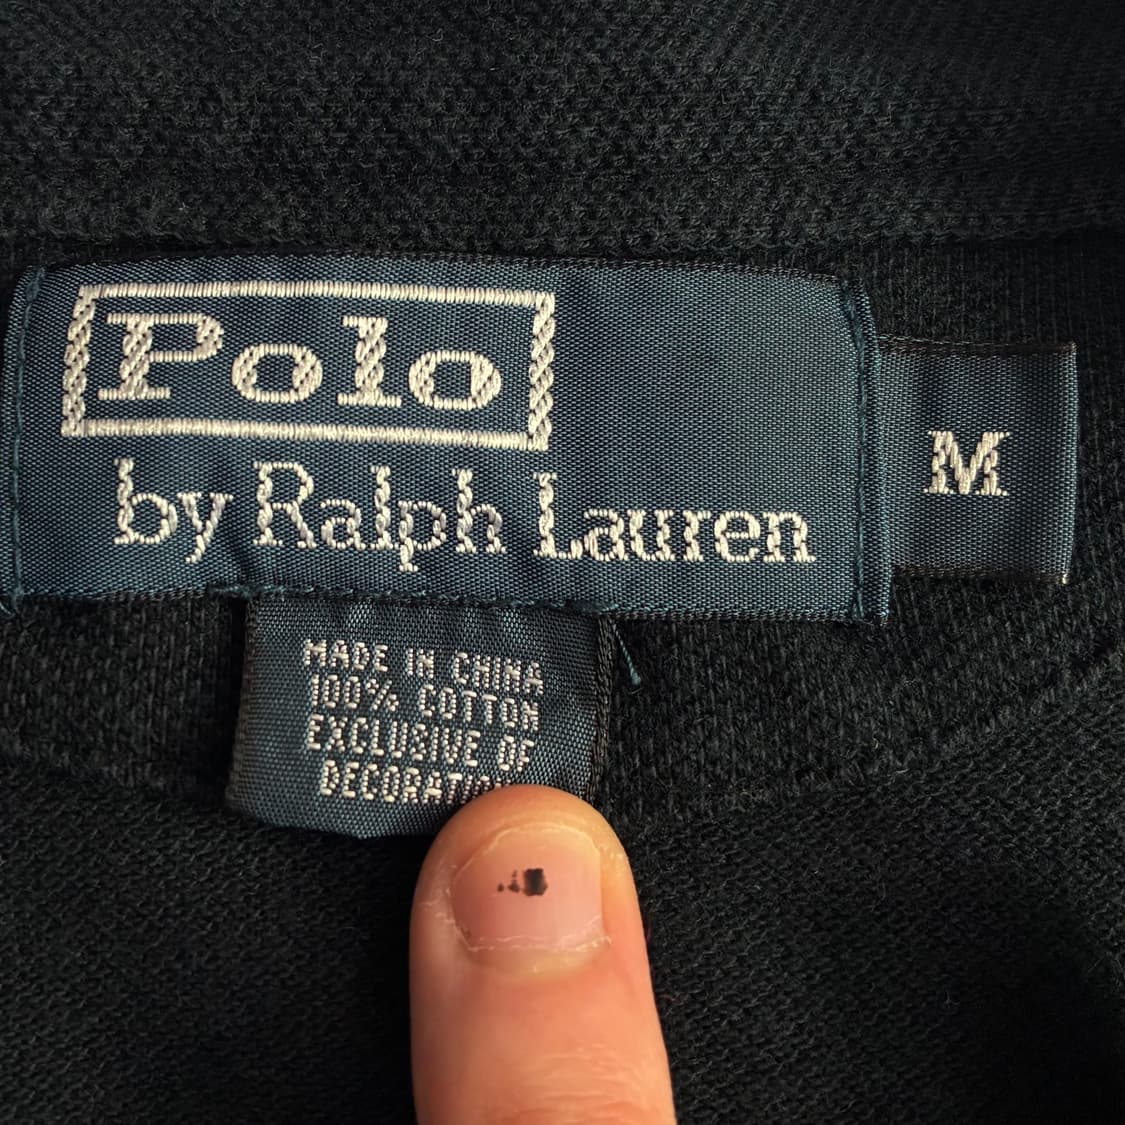 Polo
by Ralph Lauren
M
MADE IN CHINA
100% COTTON
EXCLUSIVE OF